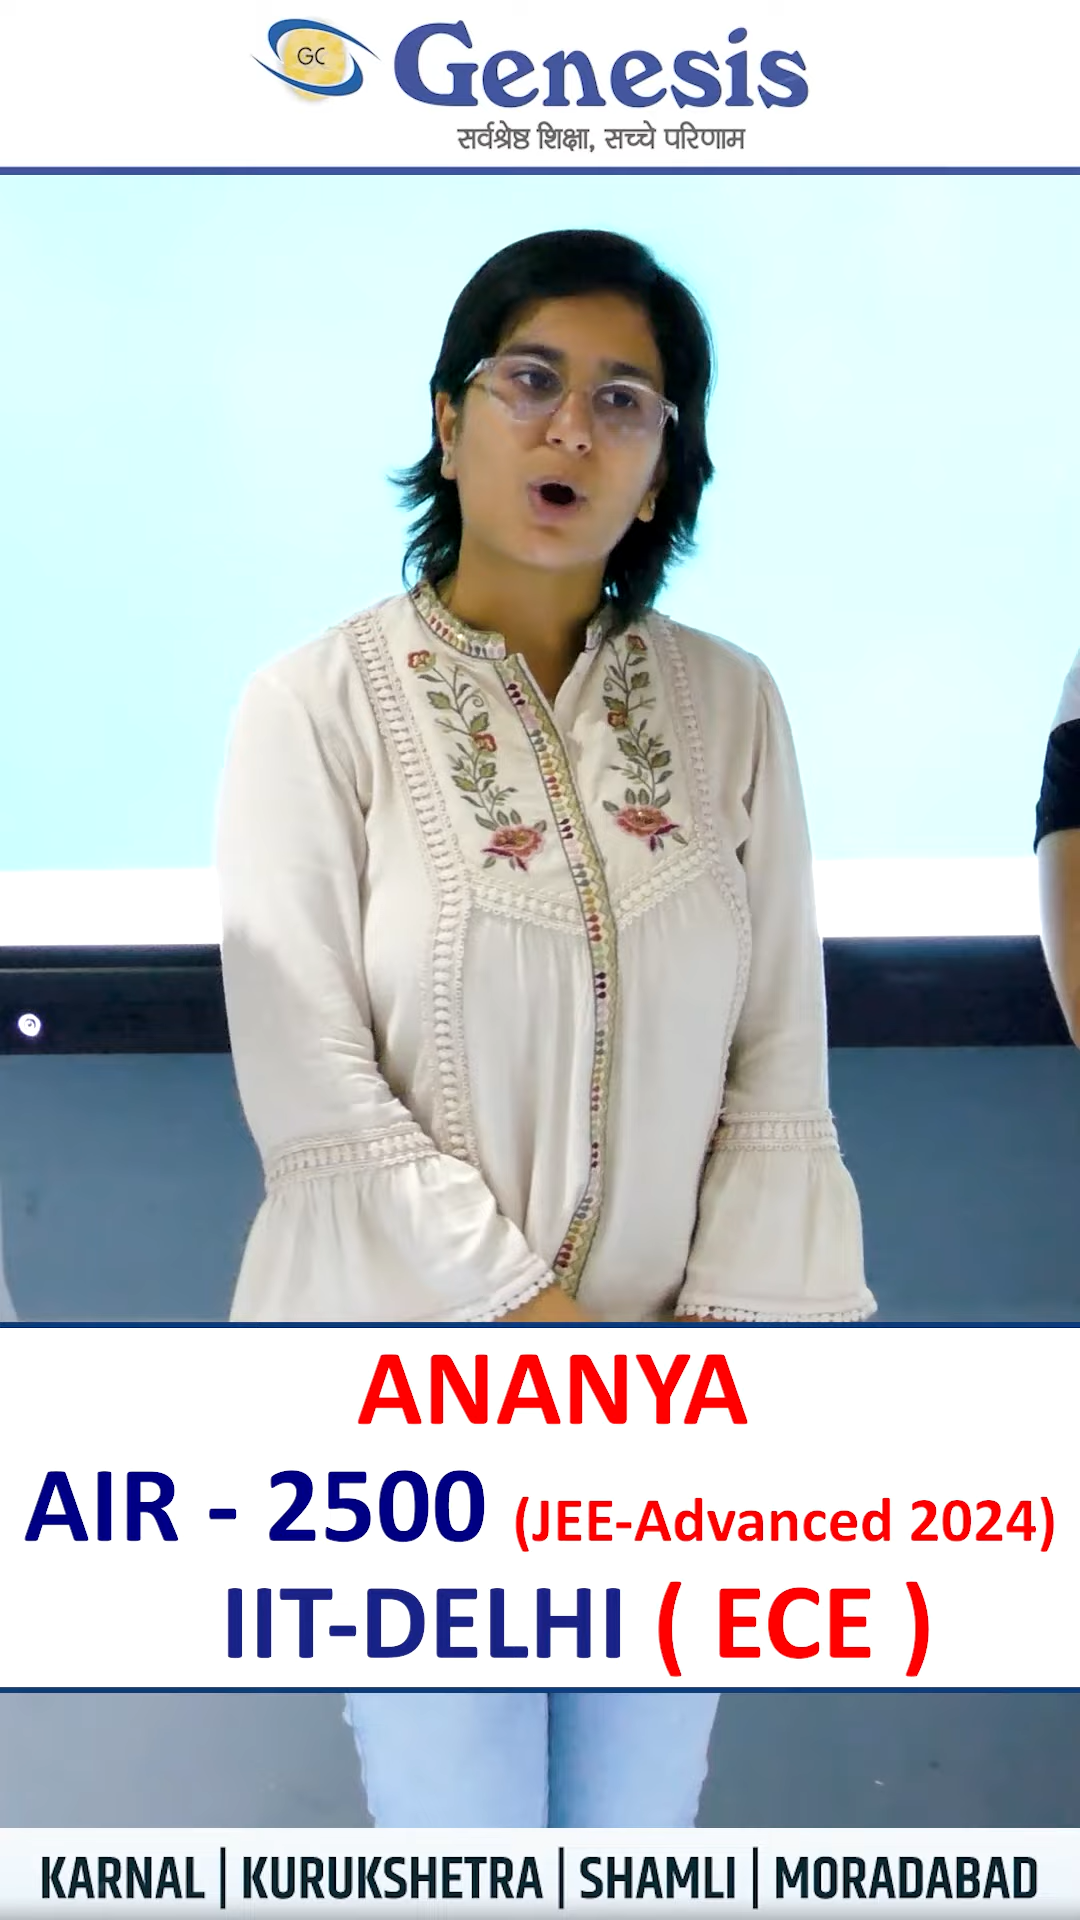 GC Genesis
सर्वश्रेष्ठ शिक्षा, सच्चे परिणाम
ANANYA
AIR - 2500 (JEE-Advanced 2024)
IIT-DELHI ( ECE )
KARNAL | KURUKSHETRA | SHAMLI | MORADABAD